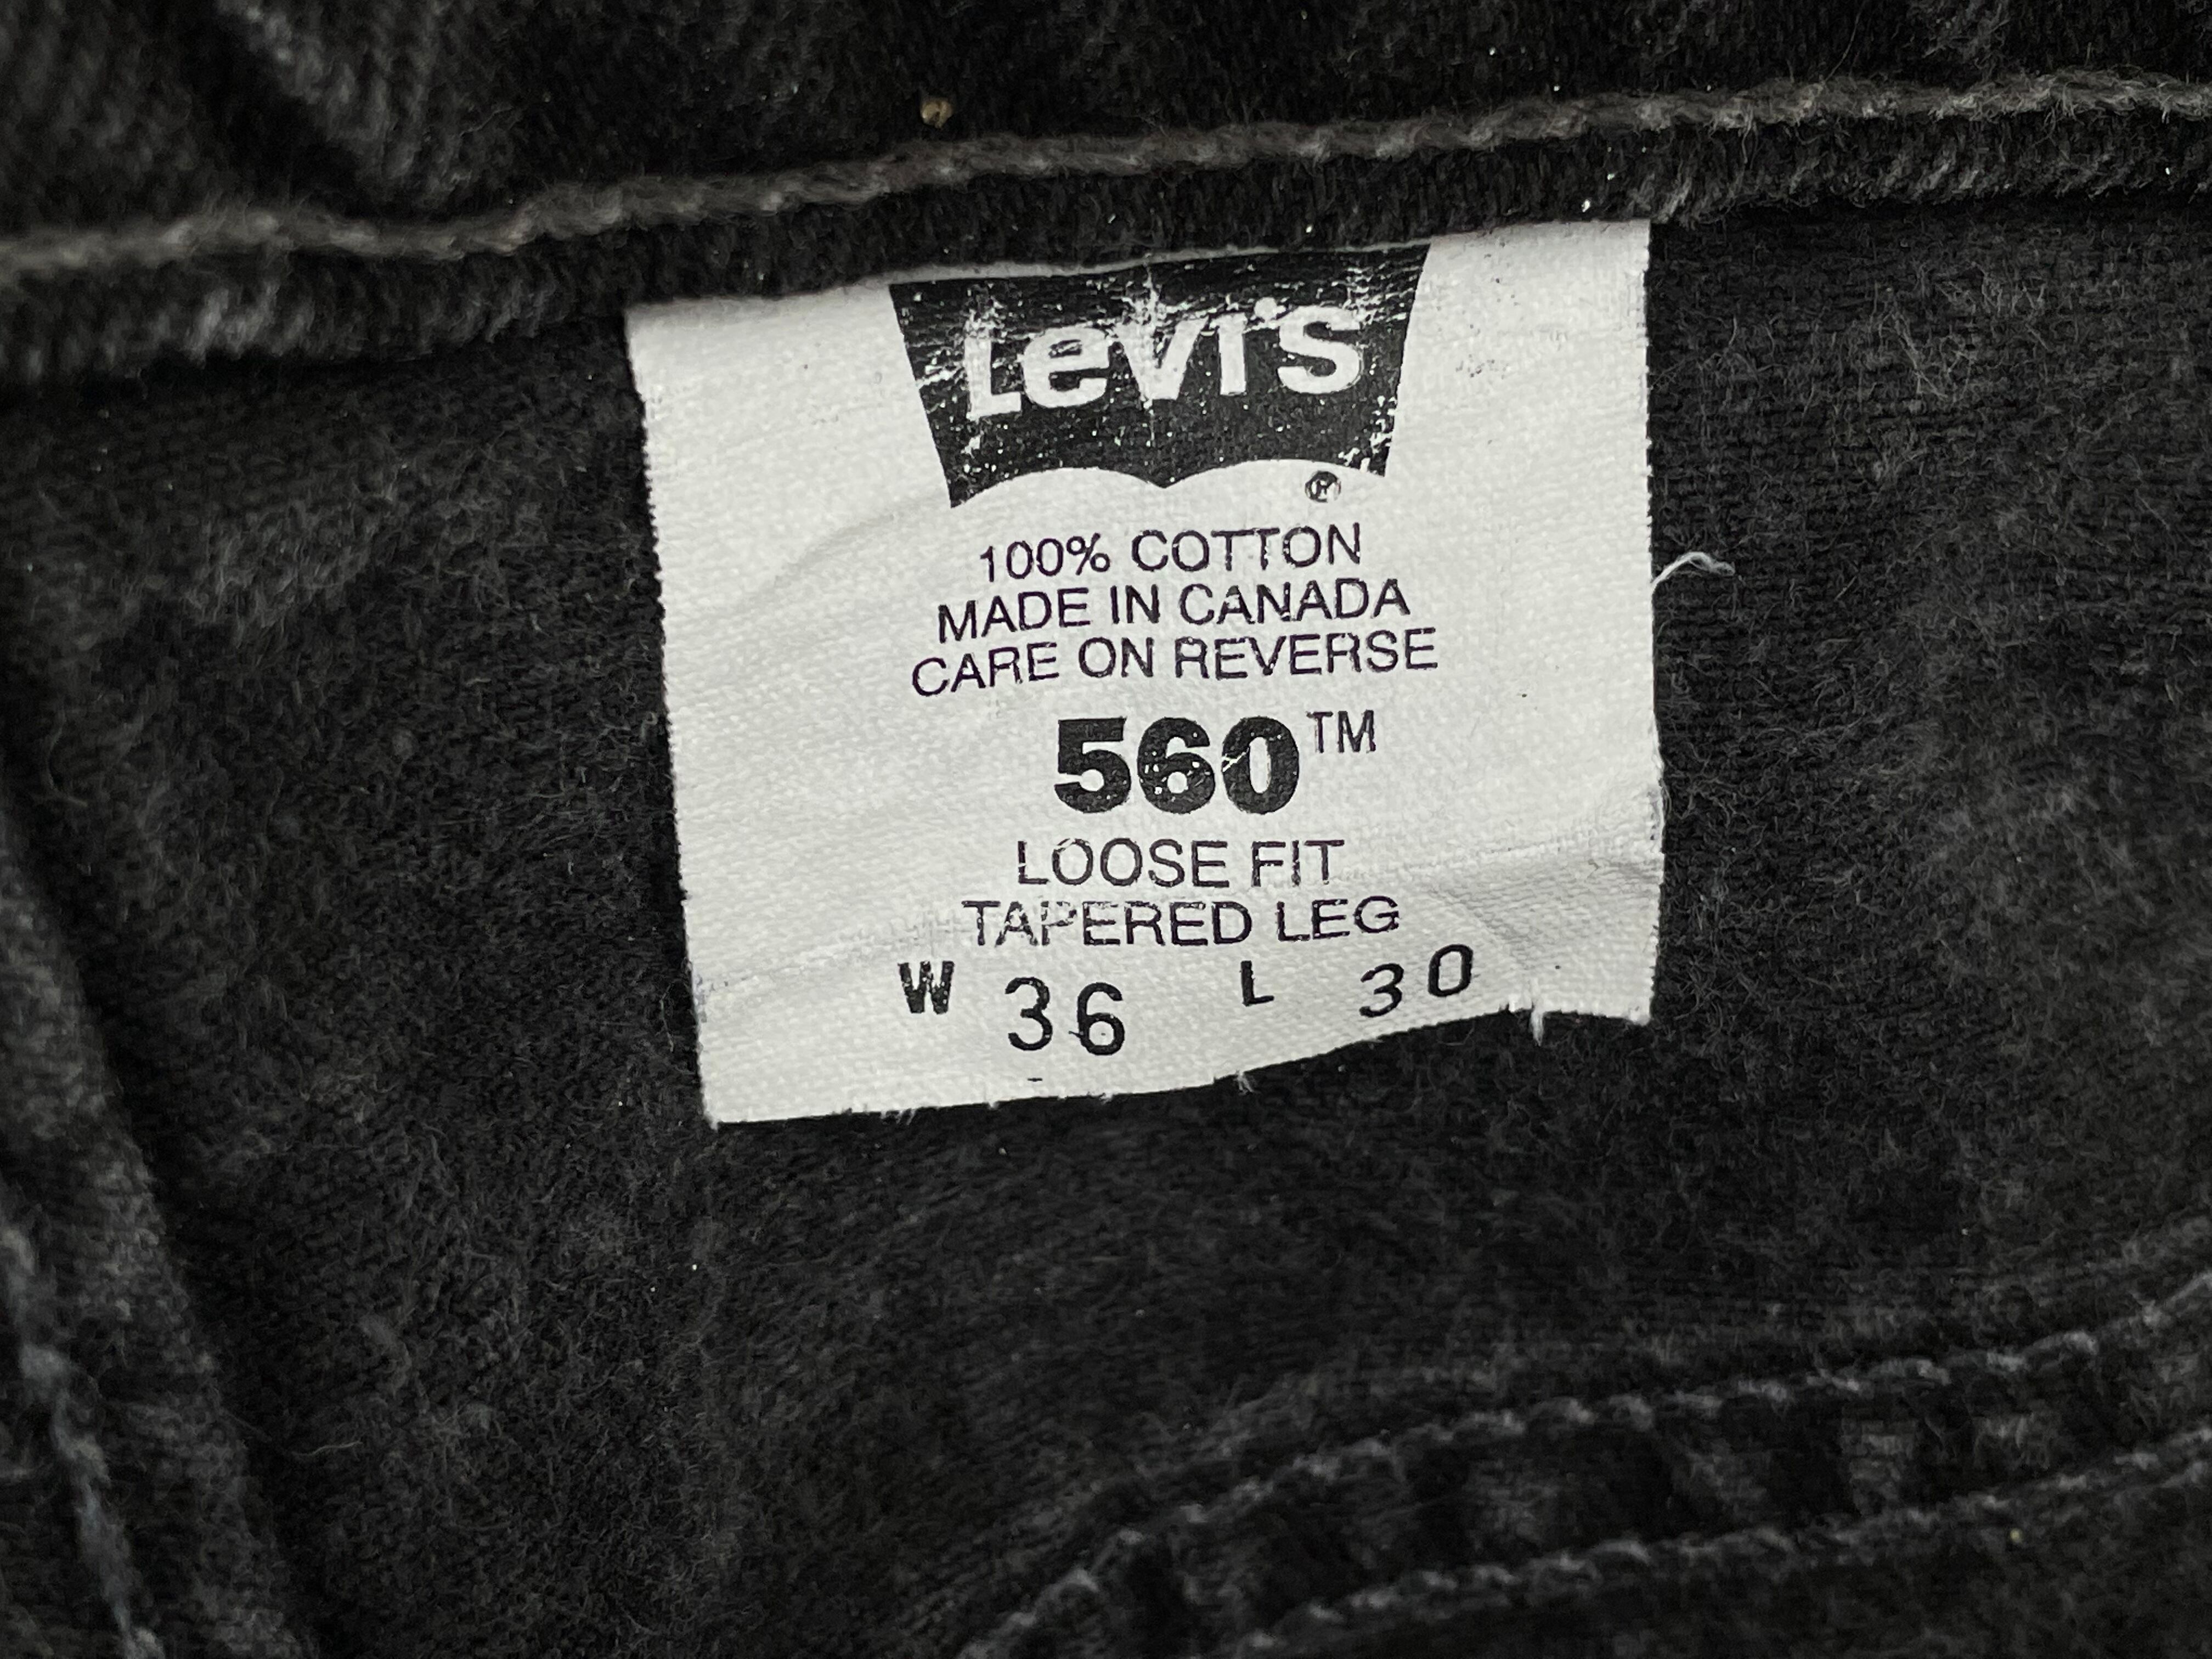 Levi's
®
100% COTTON
MADE IN CANADA
CARE ON REVERSE
560™
LOOSE FIT
TAPERED LEG
W 36 L 30